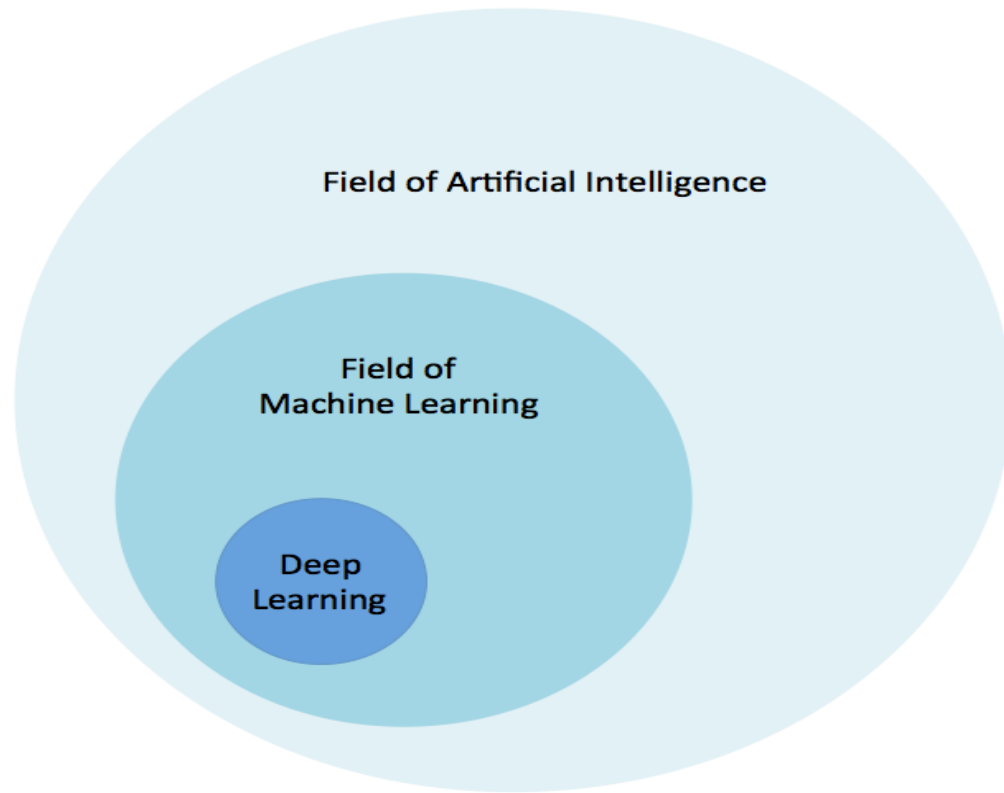 Field of Artificial Intelligence
Field of
Machine Learning
Deep
Learning